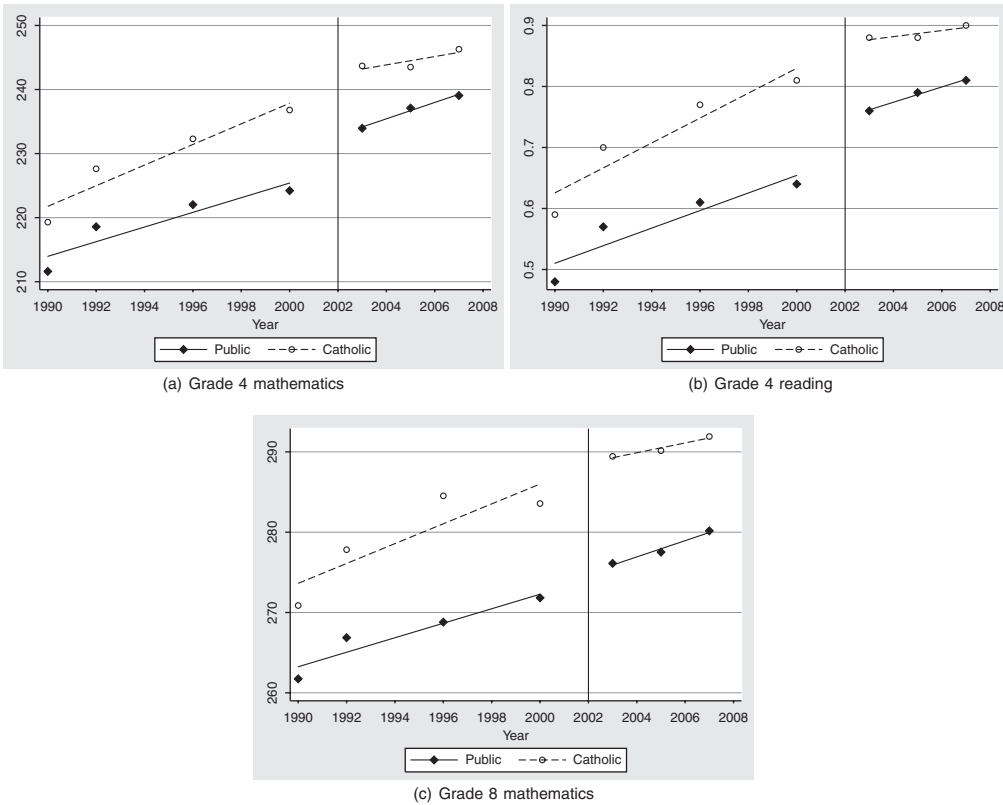 250
240
230
220
210
1990 1992 1994 1996 1998 2000 2002 2004 2006 2008
Year
Public Catholic
(a) Grade 4 mathematics
0.9
0.8
0.7
0.6
0.5
1990 1992 1994 1996 1998 2000 2002 2004 2006 2008
Year
Public Catholic
(b) Grade 4 reading
290
280
270
260
1990 1992 1994 1996 1998 2000 2002 2004 2006 2008
Year
Public Catholic
(c) Grade 8 mathematics